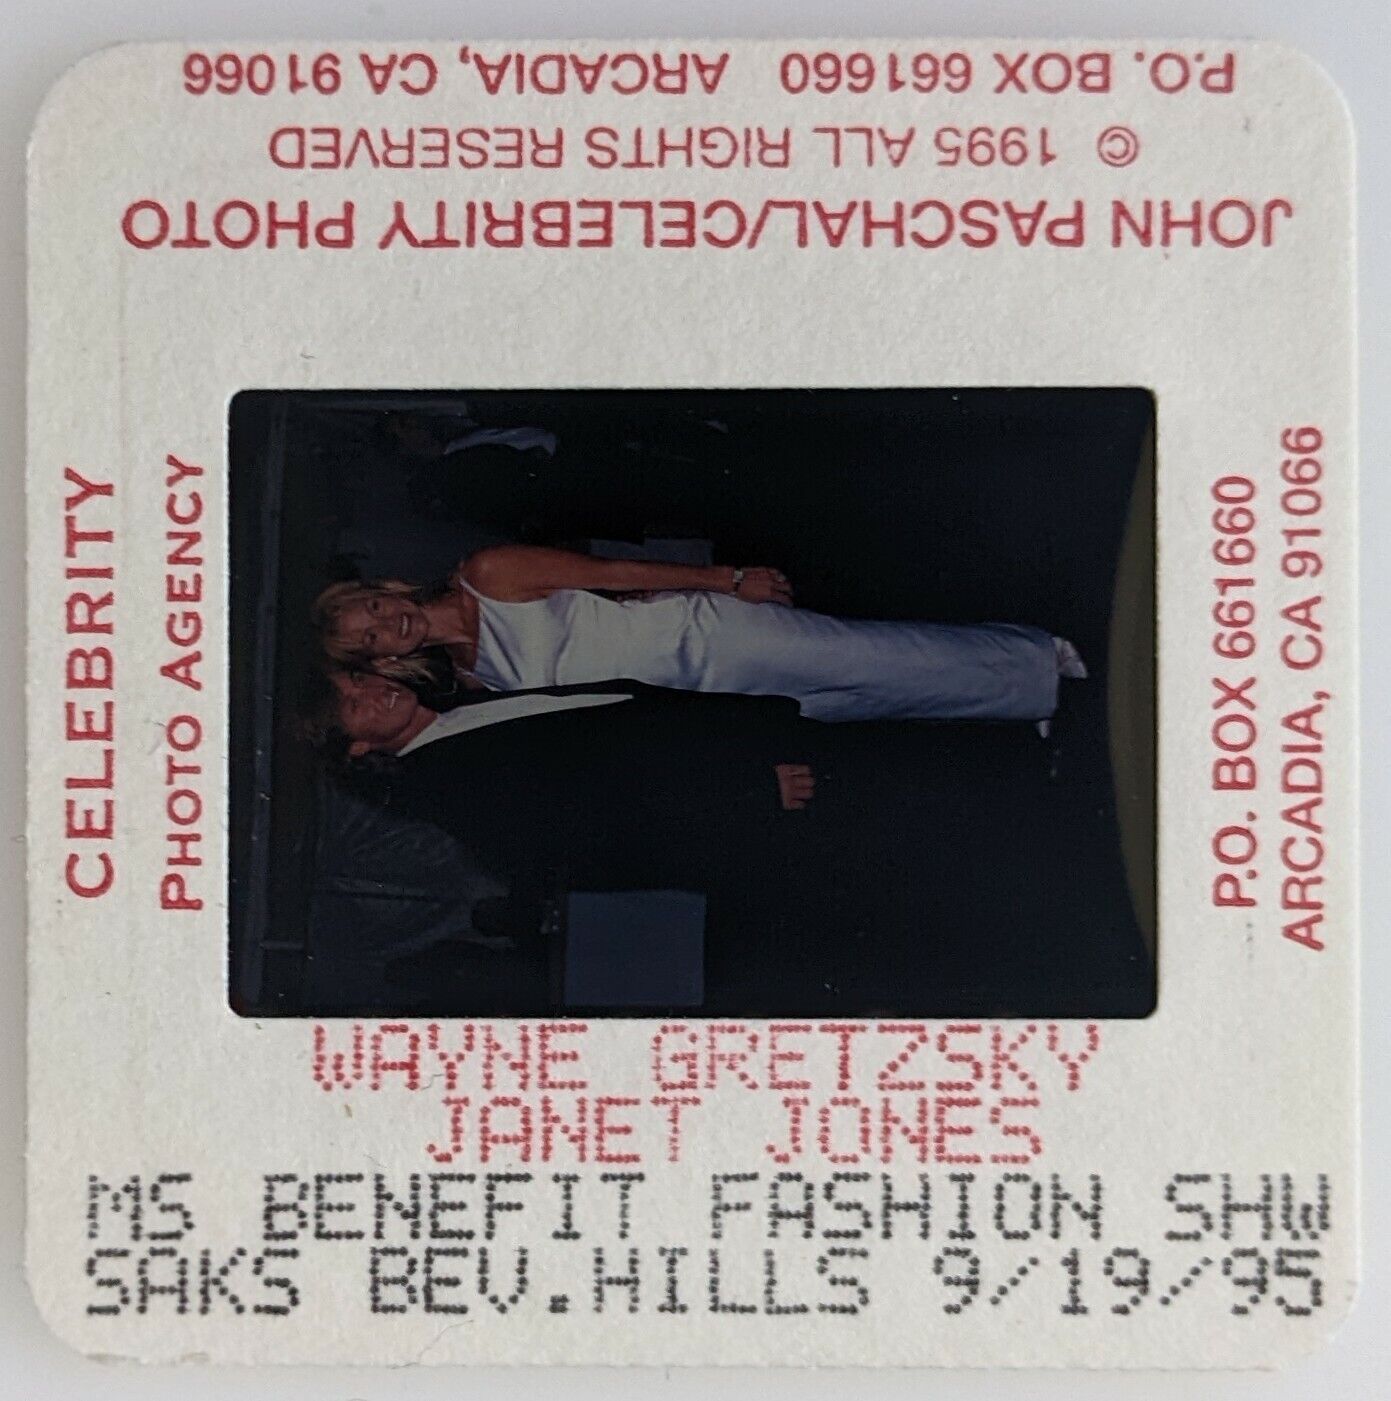 P.O. BOX 661660 ARCADIA, CA 91066
© 1995 ALL RIGHTS RESERVED
JOHN PASCHAL/CELEBRITY PHOTO
CELEBRITY
PHOTO AGENCY
P.O. BOX 661660
ARCADIA, CA 91066
WAYNE GRETZSKY
JANET JONES
MS BENEFIT FASHION SHW
SAKS BEV.HILLS 9/19/95